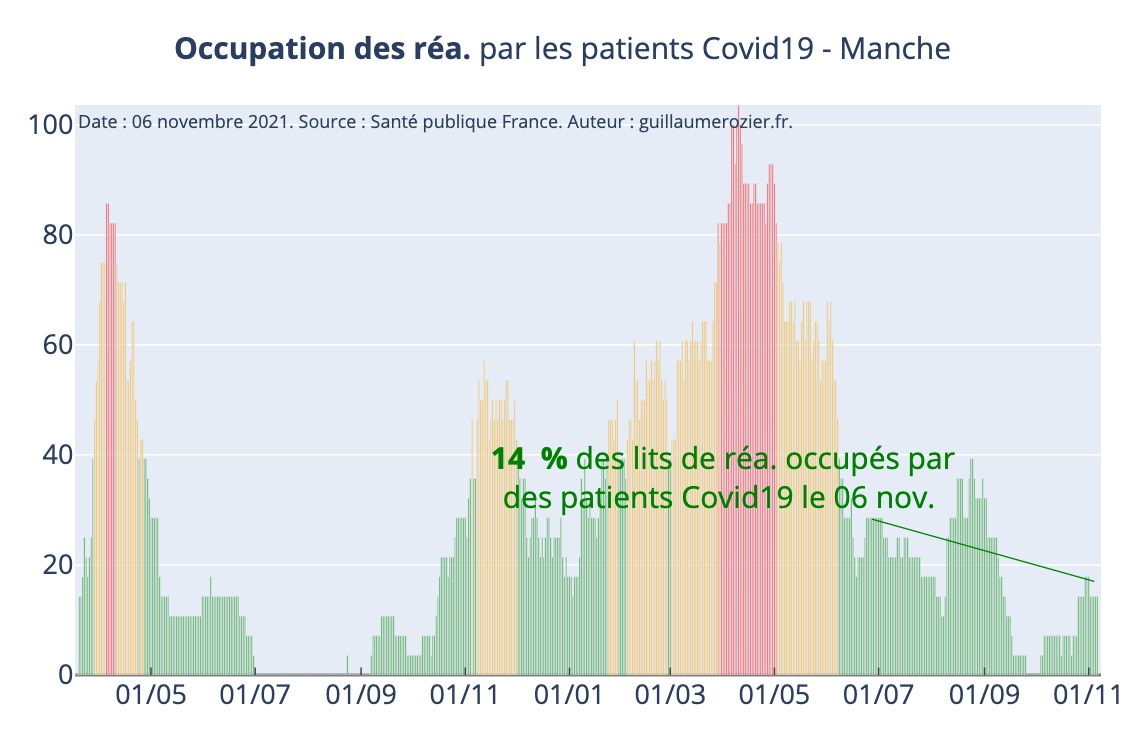 Occupation des réa. par les patients Covid19 - Manche
100
Date : 06 novembre 2021. Source : Santé publique France. Auteur : guillaumerozier.fr.
80
60
40
14 % des lits de réa. occupés par
des patients Covid19 le 06 nov.
20
0
01/05 01/07 01/09 01/11 01/01 01/03 01/05 01/07 01/09 01/11